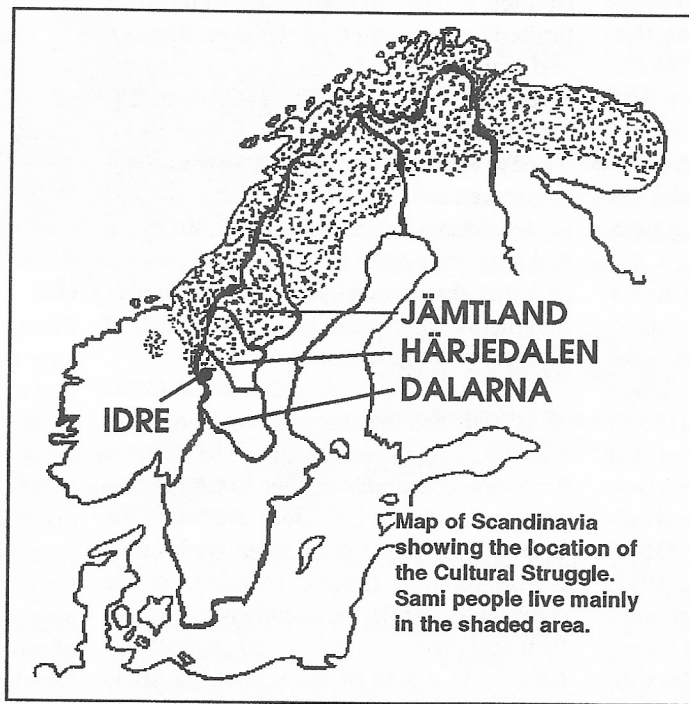 JÄMTLAND
HÄRJEDALEN
DALARNA
IDRE
Map of Scandinavia
showing the location of
the Cultural Struggle.
Sami people live mainly
in the shaded area.